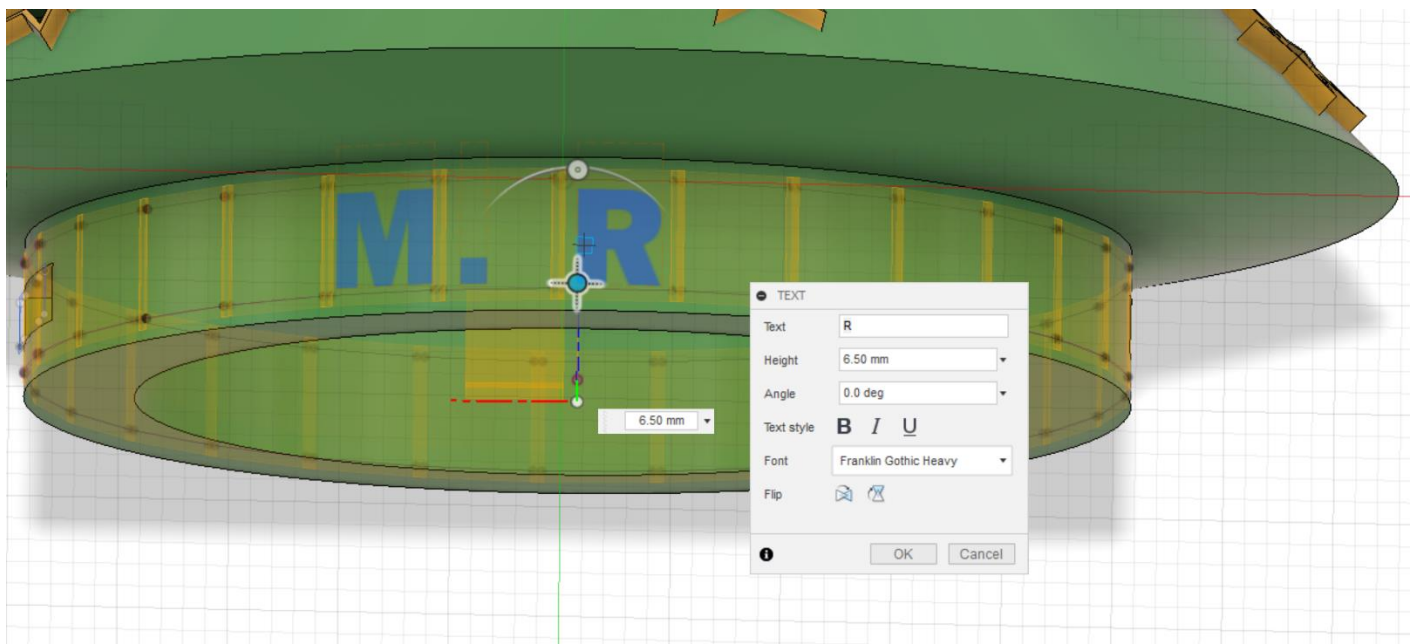 M. R
TEXT
Text R
Height 6.50 mm
Angle 0.0 deg
6.50 mm
Text style B I U
Font Franklin Gothic Heavy
Flip
OK Cancel